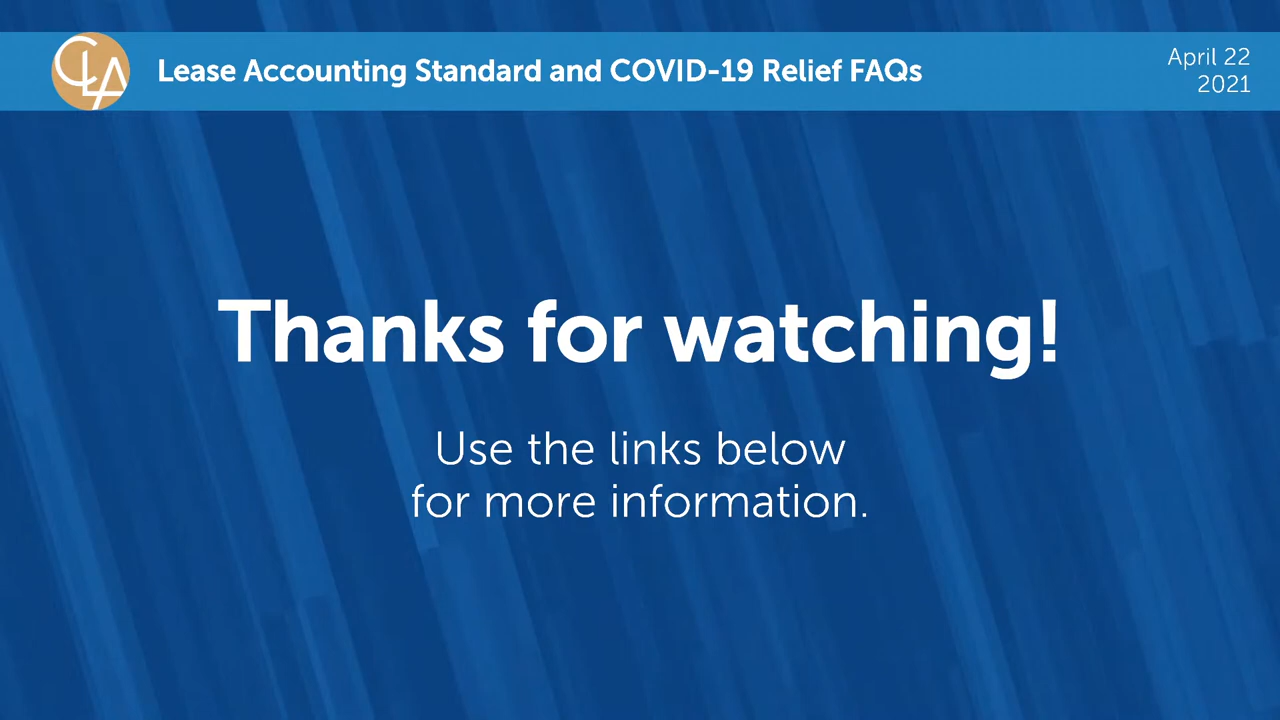 CLA
Lease Accounting Standard and COVID-19 Relief FAQs
April 22
2021
Thanks for watching!
Use the links below
for more information.